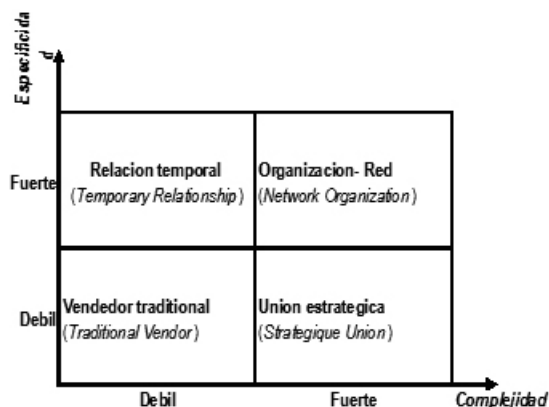 Especificida
d
Fuerte
Relacion temporal
(Temporary Relationship)
Organizacion- Red
(Network Organization)
Debil
Vendedor traditional
(Traditional Vendor)
Union estrategica
(Strategique Union)
Debil
Fuerte
Complejidad